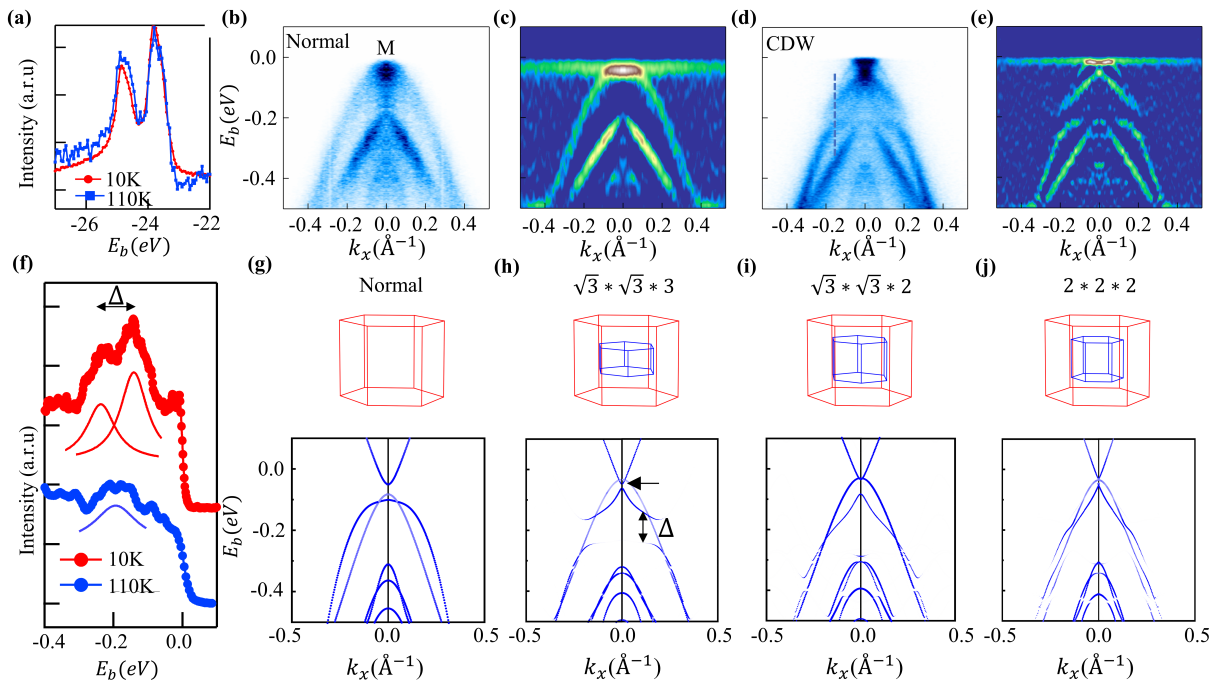 (a)
Intensity (a.r.u)
10K
110K
-26
-24
-22
E_b(eV)
(b)
Normal
M
0.0
-0.2
-0.4
E_b(eV)
-0.4
-0.2
0.0
0.2
0.4
k_x(Å⁻¹)
(c)
-0.4
-0.2
0.0
0.2
0.4
k_x(Å⁻¹)
(d)
CDW
-0.4
-0.2
0.0
0.2
0.4
k_x(Å⁻¹)
(e)
-0.4
-0.2
0.0
0.2
0.4
k_x(Å⁻¹)
(f)
Δ
Intensity (a.r.u)
10K
110K
-0.4
-0.2
0.0
E_b(eV)
(g)
Normal
0.0
-0.2
-0.4
E_b(eV)
-0.5
0.0
0.5
k_x(Å⁻¹)
(h)
√3 * √3 * 3
Δ
-0.5
0.0
0.5
k_x(Å⁻¹)
(i)
√3 * √3 * 2
-0.5
0.0
0.5
k_x(Å⁻¹)
(j)
2 * 2 * 2
-0.5
0.0
0.5
k_x(Å⁻¹)